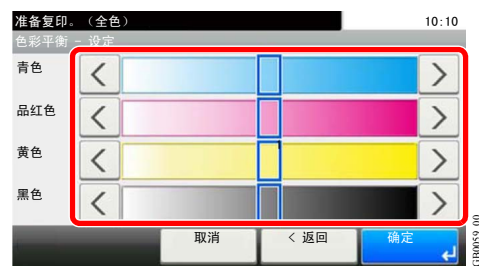 准备复印。（全色） 10:10
色彩平衡 - 设定
青色
品红色
黄色
黑色
取消 < 返回 确定
GB0059_00